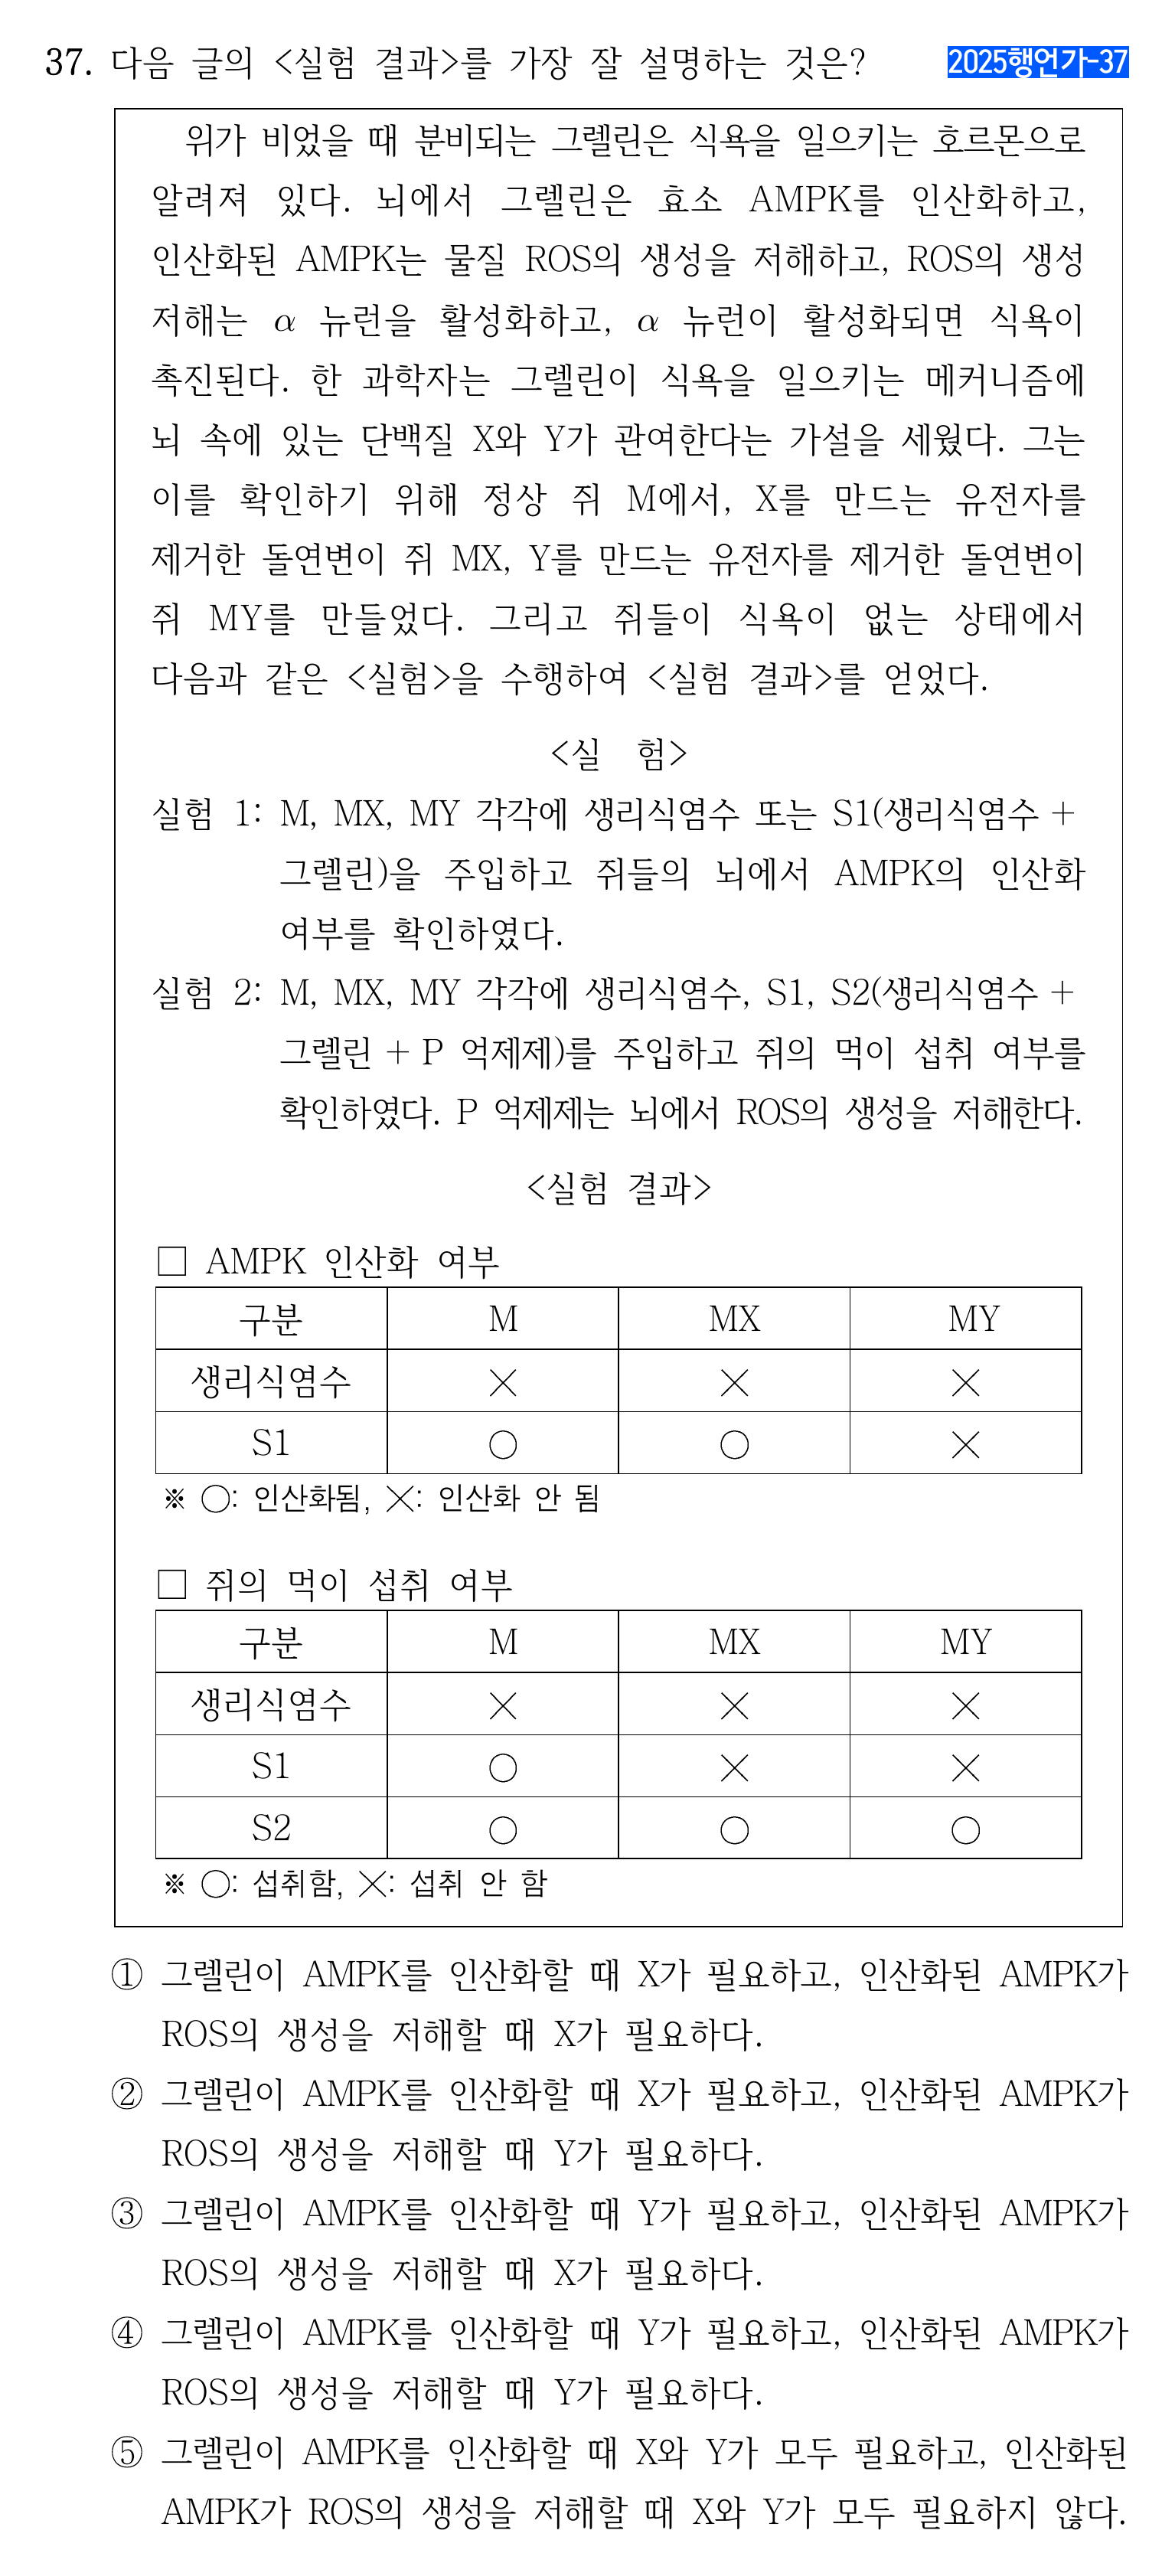 37. 다음 글의 <실험 결과>를 가장 잘 설명하는 것은? 2025행언가-37
위가 비었을 때 분비되는 그렐린은 식욕을 일으키는 호르몬으로
알려져 있다. 뇌에서 그렐린은 효소 AMPK를 인산화하고,
인산화된 AMPK는 물질 ROS의 생성을 저해하고, ROS의 생성
저해는 α 뉴런을 활성화하고, α 뉴런이 활성화되면 식욕이
촉진된다. 한 과학자는 그렐린이 식욕을 일으키는 메커니즘에
뇌 속에 있는 단백질 X와 Y가 관여한다는 가설을 세웠다. 그는
이를 확인하기 위해 정상 쥐 M에서, X를 만드는 유전자를
제거한 돌연변이 쥐 MX, Y를 만드는 유전자를 제거한 돌연변이
쥐 MY를 만들었다. 그리고 쥐들이 식욕이 없는 상태에서
다음과 같은 <실험>을 수행하여 <실험 결과>를 얻었다.
<실 험>
실험 1: M, MX, MY 각각에 생리식염수 또는 S1(생리식염수 +
그렐린)을 주입하고 쥐들의 뇌에서 AMPK의 인산화
여부를 확인하였다.
실험 2: M, MX, MY 각각에 생리식염수, S1, S2(생리식염수 +
그렐린 + P 억제제)를 주입하고 쥐의 먹이 섭취 여부를
확인하였다. P 억제제는 뇌에서 ROS의 생성을 저해한다.
<실험 결과>
□ AMPK 인산화 여부
구분 M MX MY
생리식염수 × × ×
S1 ○ ○ ×
※ ○: 인산화됨, ×: 인산화 안 됨
□ 쥐의 먹이 섭취 여부
구분 M MX MY
생리식염수 × × ×
S1 ○ × ×
S2 ○ ○ ○
※ ○: 섭취함, ×: 섭취 안 함
① 그렐린이 AMPK를 인산화할 때 X가 필요하고, 인산화된 AMPK가
ROS의 생성을 저해할 때 X가 필요하다.
② 그렐린이 AMPK를 인산화할 때 X가 필요하고, 인산화된 AMPK가
ROS의 생성을 저해할 때 Y가 필요하다.
③ 그렐린이 AMPK를 인산화할 때 Y가 필요하고, 인산화된 AMPK가
ROS의 생성을 저해할 때 X가 필요하다.
④ 그렐린이 AMPK를 인산화할 때 Y가 필요하고, 인산화된 AMPK가
ROS의 생성을 저해할 때 Y가 필요하다.
⑤ 그렐린이 AMPK를 인산화할 때 X와 Y가 모두 필요하고, 인산화된
AMPK가 ROS의 생성을 저해할 때 X와 Y가 모두 필요하지 않다.